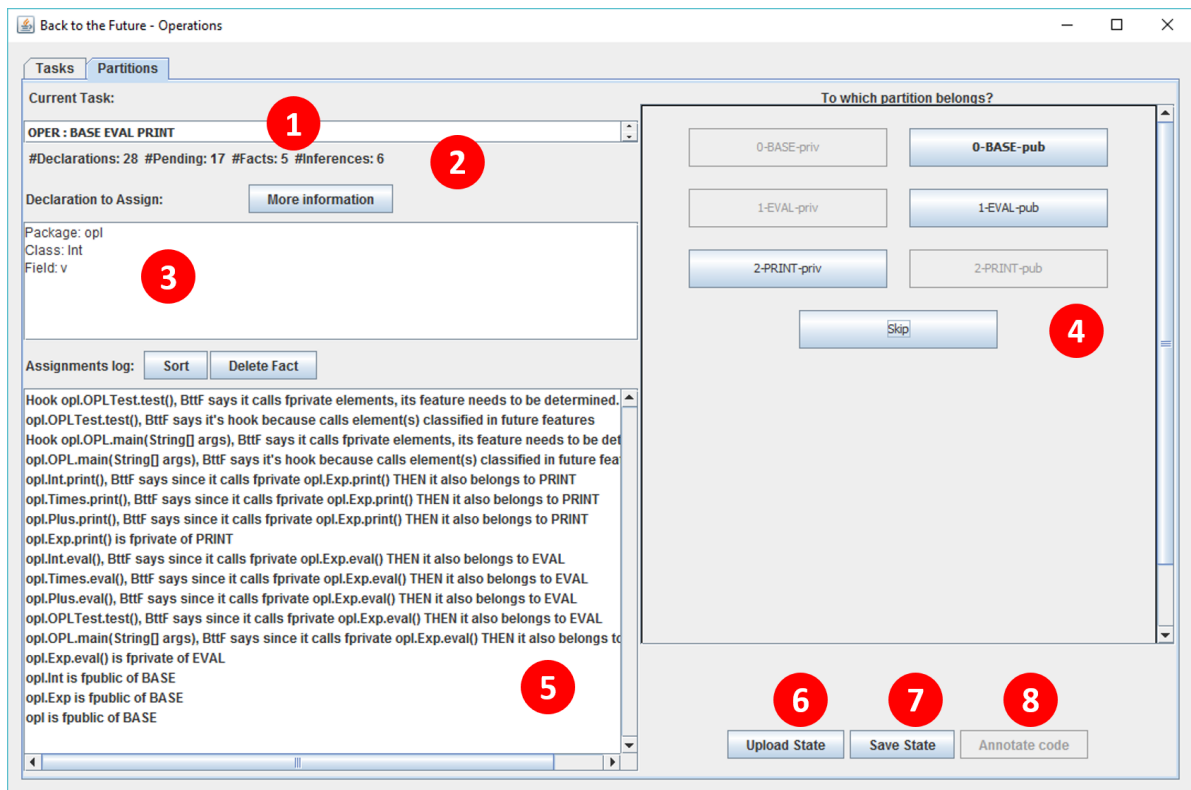 Back to the Future - Operations
Tasks Partitions
Current Task:
OPER : BASE EVAL PRINT
1
#Declarations: 28 #Pending: 17 #Facts: 5 #Inferences: 6
2
Declaration to Assign:
More information
Package: opl
Class: Int
Field: v
3
Assignments log:
Sort
Delete Fact
Hook opl.OPLTest.test(), BttF says it calls fprivate elements, its feature needs to be determined.
opl.OPLTest.test(), BttF says it's hook because calls element(s) classified in future features
Hook opl.OPL.main(String[] args), BttF says it calls fprivate elements, its feature needs to be det
opl.OPL.main(String[] args), BttF says it's hook because calls element(s) classified in future fea
opl.Int.print(), BttF says since it calls fprivate opl.Exp.print() THEN it also belongs to PRINT
opl.Times.print(), BttF says since it calls fprivate opl.Exp.print() THEN it also belongs to PRINT
opl.Plus.print(), BttF says since it calls fprivate opl.Exp.print() THEN it also belongs to PRINT
opl.Exp.print() is fprivate of PRINT
opl.Int.eval(), BttF says since it calls fprivate opl.Exp.eval() THEN it also belongs to EVAL
opl.Times.eval(), BttF says since it calls fprivate opl.Exp.eval() THEN it also belongs to EVAL
opl.Plus.eval(), BttF says since it calls fprivate opl.Exp.eval() THEN it also belongs to EVAL
opl.OPLTest.test(), BttF says since it calls fprivate opl.Exp.eval() THEN it also belongs to EVAL
opl.OPL.main(String[] args), BttF says since it calls fprivate opl.Exp.eval() THEN it also belongs to
opl.Exp.eval() is fprivate of EVAL
opl.Int is fpublic of BASE
opl.Exp is fpublic of BASE
opl is fpublic of BASE
5
To which partition belongs?
0-BASE-priv 0-BASE-pub
1-EVAL-priv 1-EVAL-pub
2-PRINT-priv 2-PRINT-pub
Skip
4
6 7 8
Upload State Save State Annotate code